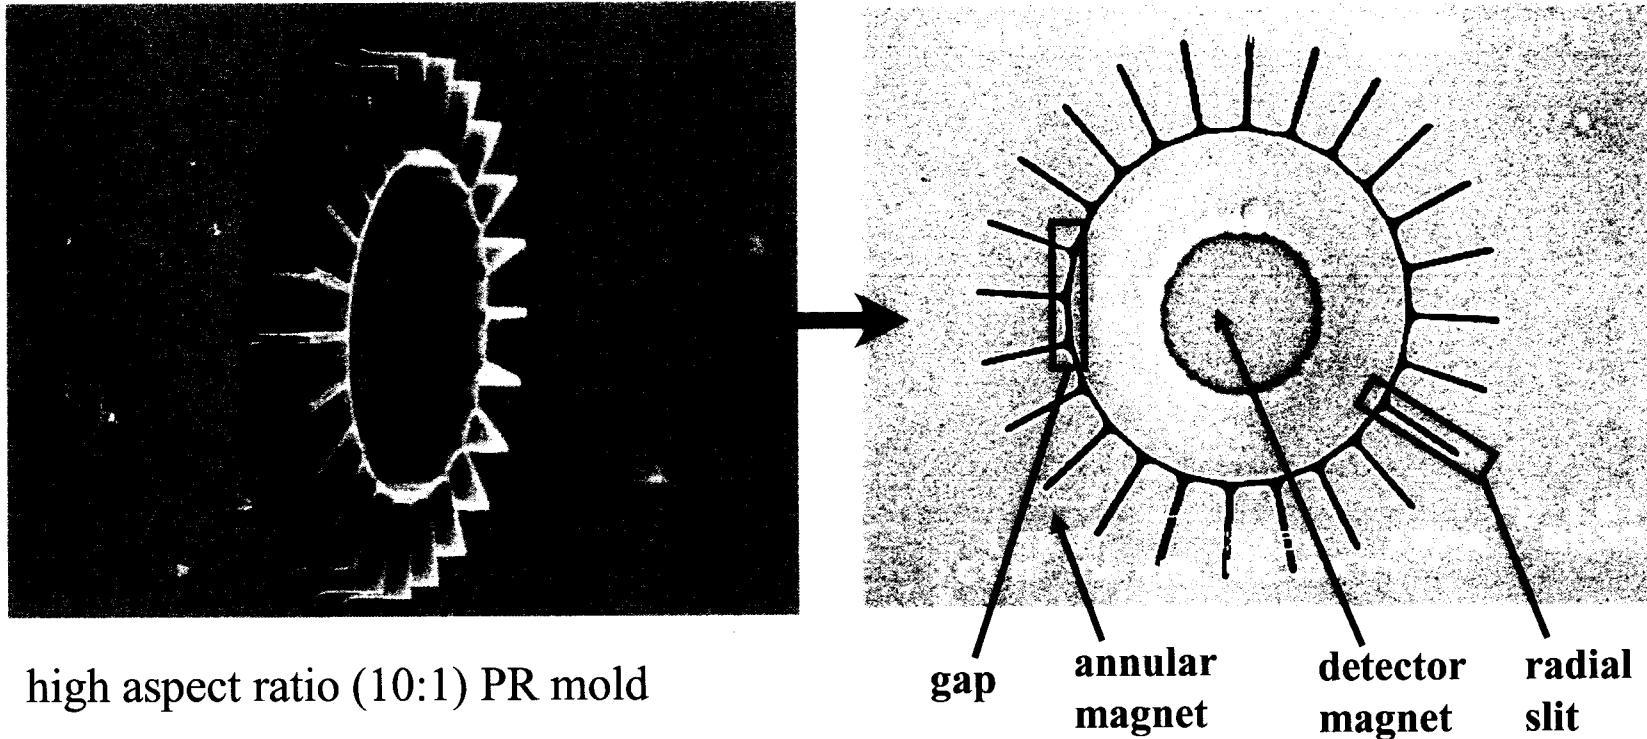 high aspect ratio (10:1) PR mold
gap
annular
magnet
detector
magnet
radial
slit